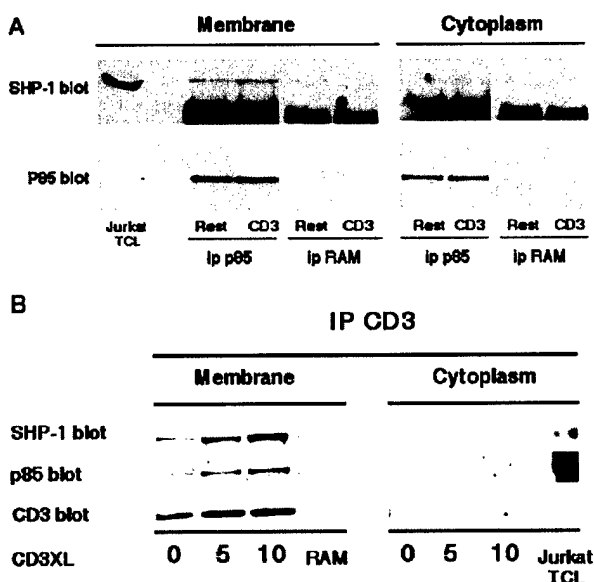 A
Membrane Cytoplasm
SHP-1 blot
P85 blot
Jurkat TCL
Rest CD3 Rest CD3 Rest CD3 Rest CD3
ip p85 ip RAM ip p85 ip RAM
B
IP CD3
Membrane Cytoplasm
SHP-1 blot
p85 blot
CD3 blot
CD3XL 0 5 10 RAM 0 5 10 Jurkat
TCL